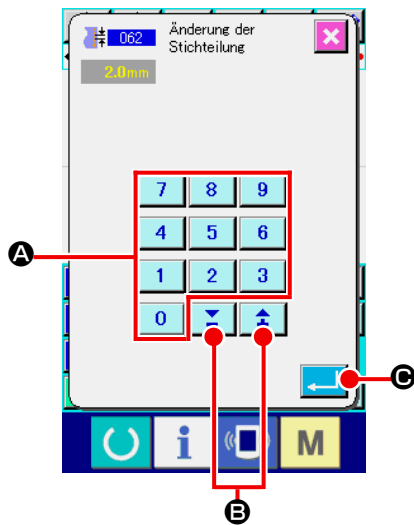 062 Änderung der
Stichteilung
2.0mm
7 8 9
A
4 5 6
1 2 3
0
C
i M
B